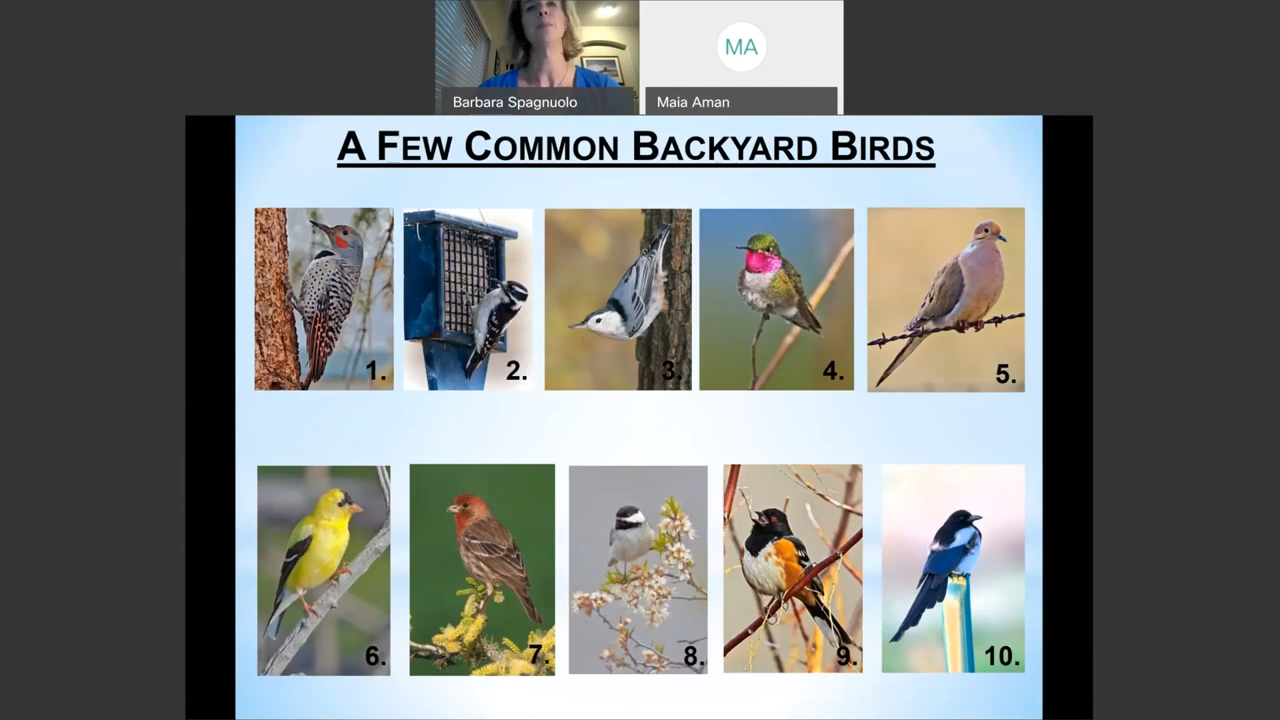 MA
Barbara Spagnuolo
Maia Aman
A FEW COMMON BACKYARD BIRDS
1.
2.
3.
4.
5.
6.
7.
8.
9.
10.